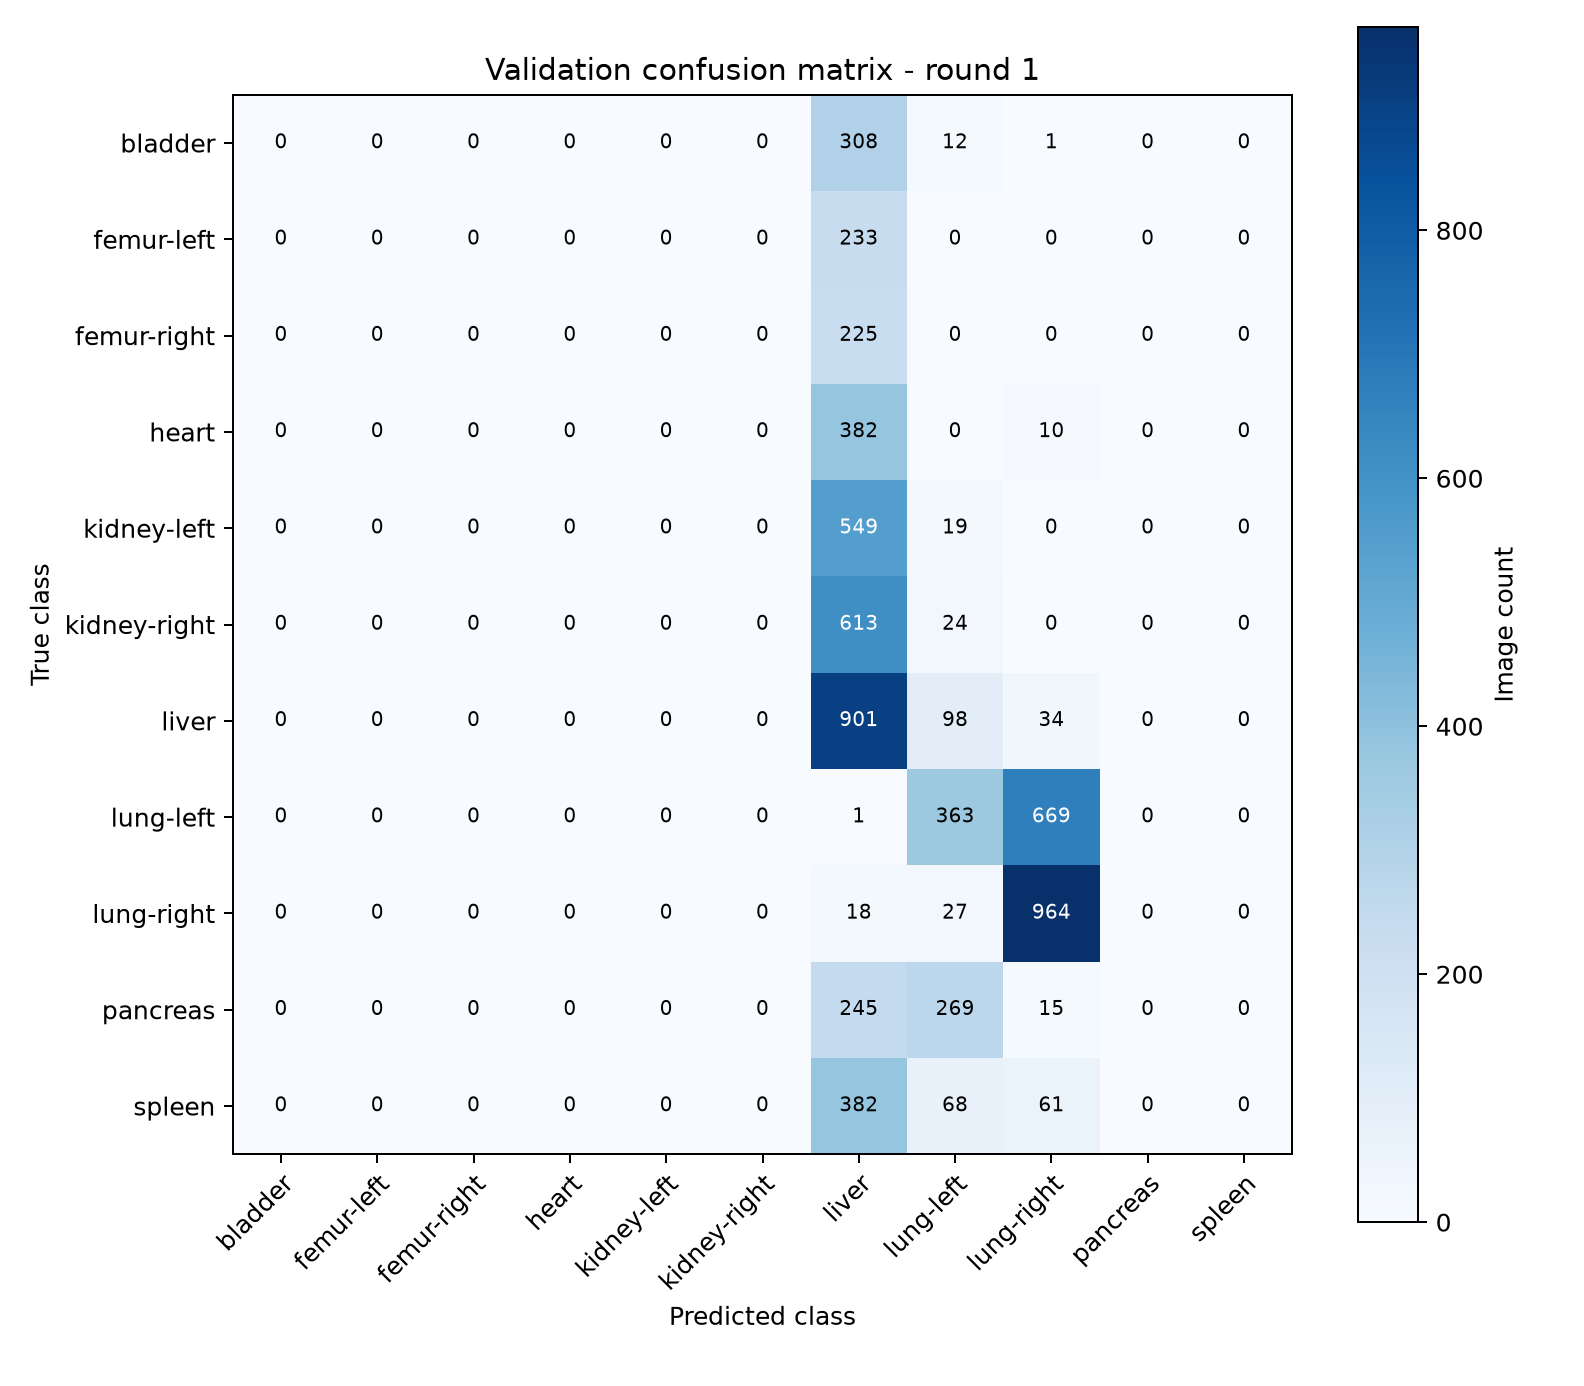 Validation confusion matrix - round 1
bladder 0 0 0 0 0 0 308 12 1 0 0
femur-left 0 0 0 0 0 0 233 0 0 0 0
femur-right 0 0 0 0 0 0 225 0 0 0 0
heart 0 0 0 0 0 0 382 0 10 0 0
kidney-left 0 0 0 0 0 0 549 19 0 0 0
kidney-right 0 0 0 0 0 0 613 24 0 0 0
liver 0 0 0 0 0 0 901 98 34 0 0
lung-left 0 0 0 0 0 0 1 363 669 0 0
lung-right 0 0 0 0 0 0 18 27 964 0 0
pancreas 0 0 0 0 0 0 245 269 15 0 0
spleen 0 0 0 0 0 0 382 68 61 0 0
True class
bladder femur-left femur-right heart kidney-left kidney-right liver lung-left lung-right pancreas spleen
Predicted class
800
600
400
200
0
Image count